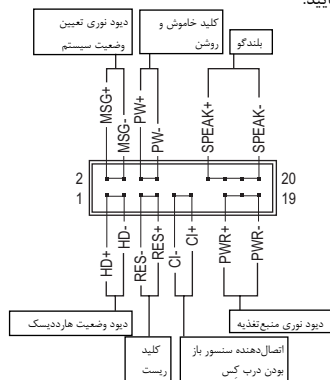 ایید:
دیود نوری تعیین
وضعیت سیستم
کلید خاموش و
روشن
بلندگو
MSG+
MSG-
PW+
PW-
SPEAK+
SPEAK-
2
20
1
19
HD+
HD-
RES-
RES+
CI-
CI+
PWR+
PWR-
دیود وضعیت هارددیسک
کلید
ریست
اتصال‌دهنده سنسور باز
بودن درب کِس
دیود نوری منبع‌تغذیه